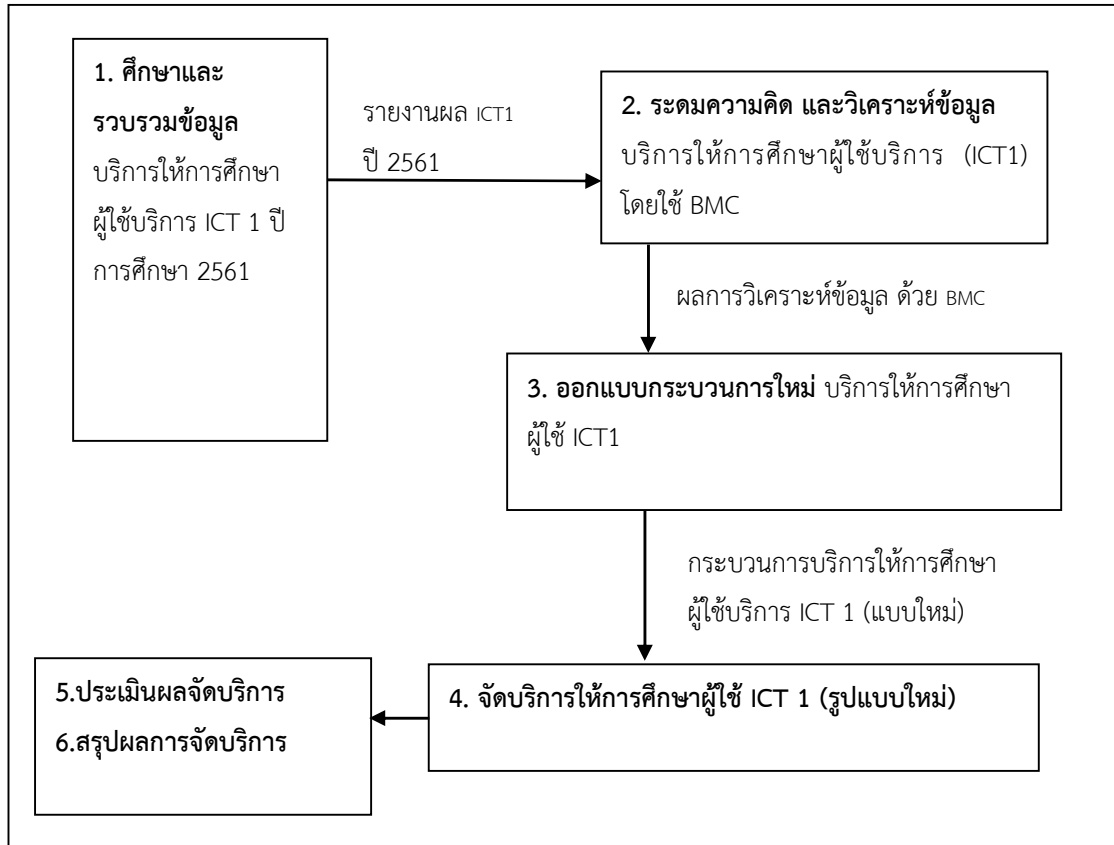 1. ศึกษาและ
รวบรวมข้อมูล
บริการให้การศึกษา
ผู้ใช้บริการ ICT 1 ปี
การศึกษา 2561
รายงานผล ICT1
ปี 2561
2. ระดมความคิด และวิเคราะห์ข้อมูล
บริการให้การศึกษาผู้ใช้บริการ (ICT1)
โดยใช้ BMC
ผลการวิเคราะห์ข้อมูล ด้วย BMC
3. ออกแบบกระบวนการใหม่ บริการให้การศึกษา
ผู้ใช้ ICT1
กระบวนการบริการให้การศึกษา
ผู้ใช้บริการ ICT 1 (แบบใหม่)
4. จัดบริการให้การศึกษาผู้ใช้ ICT 1 (รูปแบบใหม่)
5.ประเมินผลจัดบริการ
6.สรุปผลการจัดบริการ